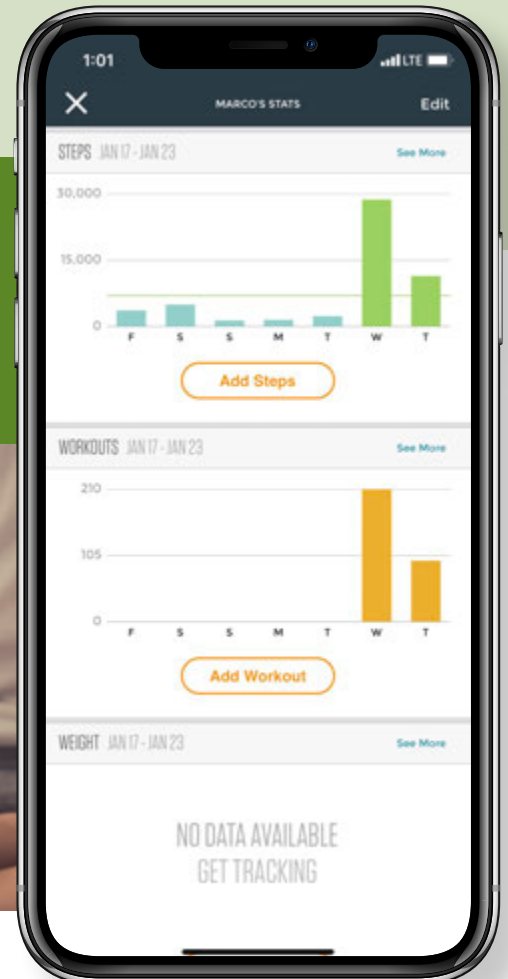 1:01 LTE
MARCO'S STATS Edit
STEPS JAN 17 - JAN 23 See More
30,000
15,000
0
F S S M T W T
Add Steps
WORKOUTS JAN 17 - JAN 23 See More
210
105
0
F S S M T W T
Add Workout
WEIGHT JAN 17 - JAN 23 See More
NO DATA AVAILABLE
GET TRACKING